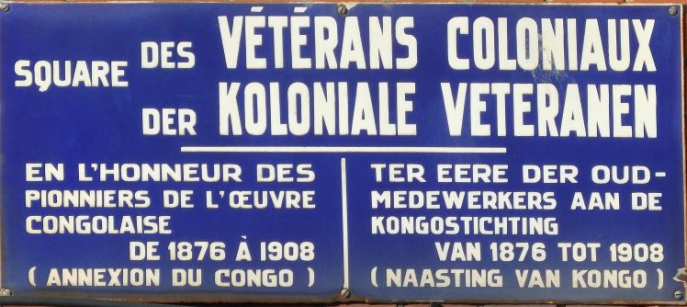 SQUARE DES VÉTÉRANS COLONIAUX
DER KOLONIALE VETERANEN
EN L'HONNEUR DES
PIONNIERS DE L'ŒUVRE
CONGOLAISE
DE 1876 À 1908
( ANNEXION DU CONGO )
TER EERE DER OUD-
MEDEWERKERS AAN DE
KONGOSTICHTING
VAN 1876 TOT 1908
( NAASTING VAN KONGO )